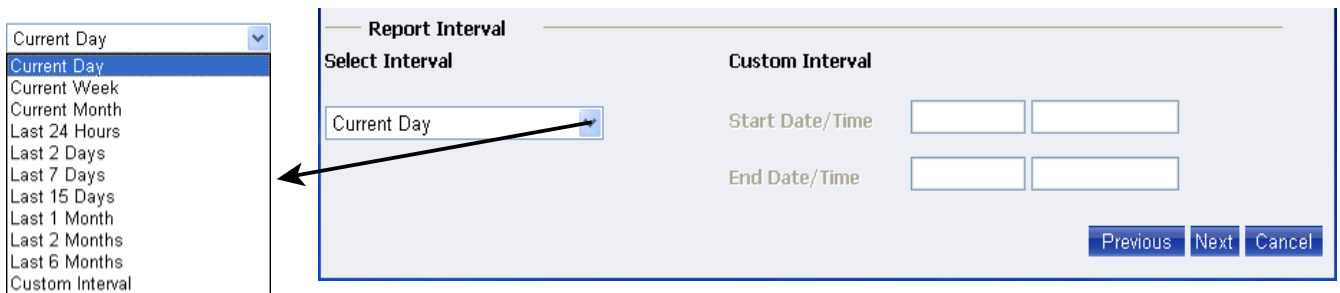 Current Day
Current Day
Current Week
Current Month
Last 24 Hours
Last 2 Days
Last 7 Days
Last 15 Days
Last 1 Month
Last 2 Months
Last 6 Months
Custom Interval
Report Interval
Select Interval
Current Day
Custom Interval
Start Date/Time
End Date/Time
Previous Next Cancel